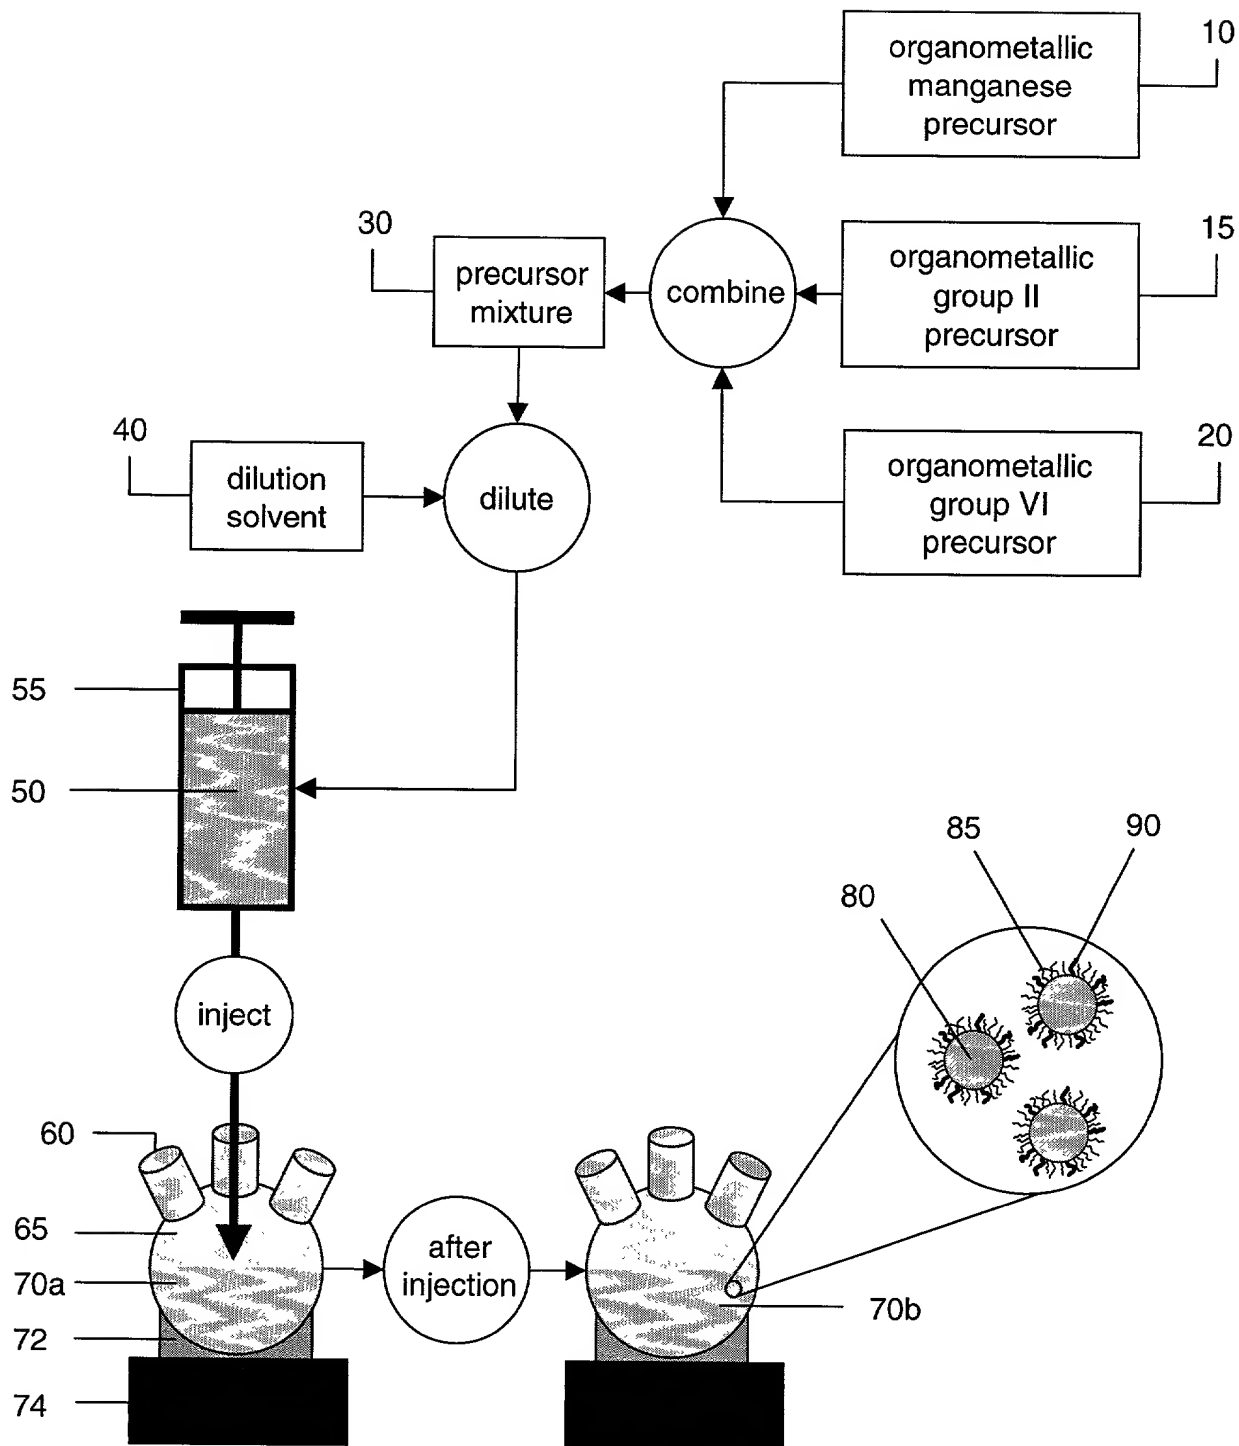 organometallic
manganese
precursor
10
30
precursor
mixture
combine
organometallic
group II
precursor
15
40
dilution
solvent
dilute
organometallic
group VI
precursor
20
55
50
85
90
80
inject
60
65
70a
72
74
after
injection
70b